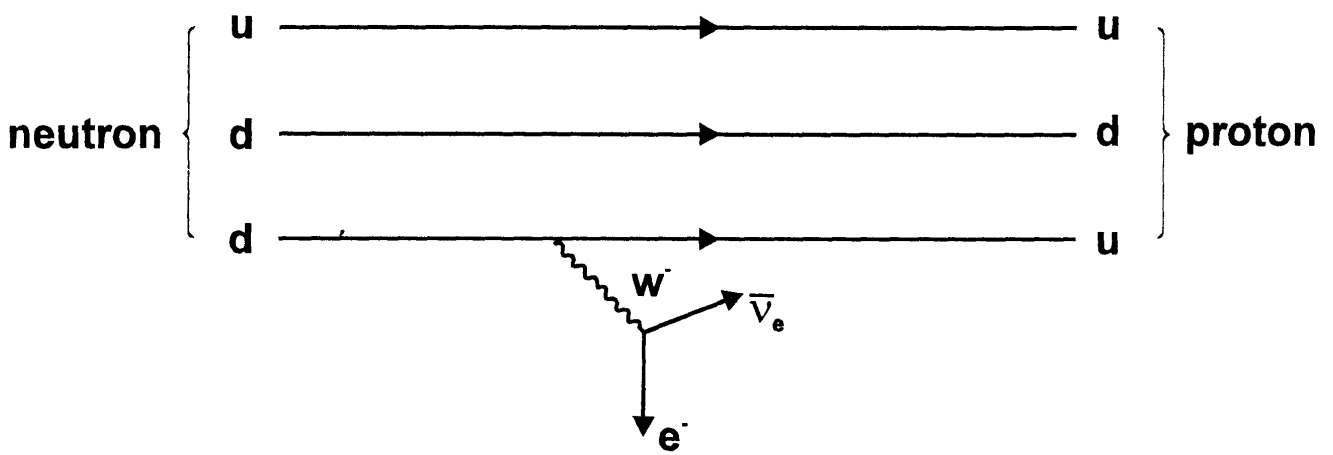 u u
neutron d d proton
d u
w⁻
ν̅ₑ
e⁻